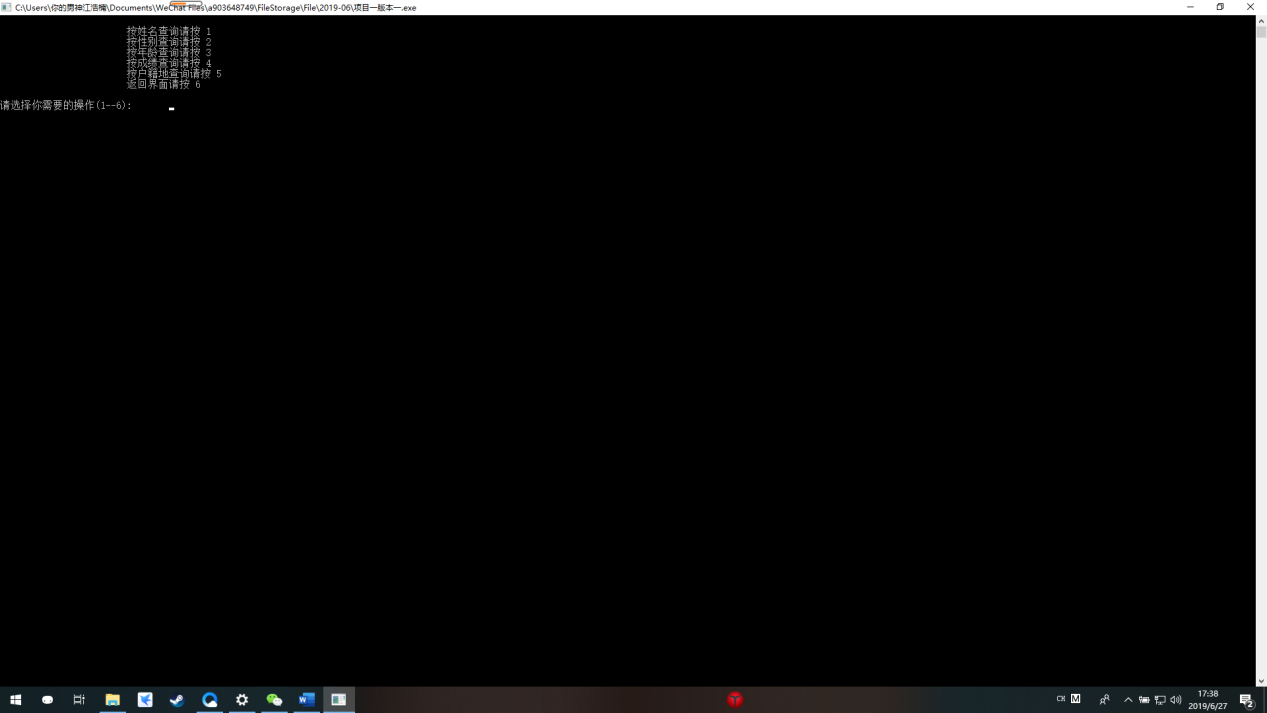 C:\Users\你的男神江浩楠\Documents\WeChat Files\a903648749\FileStorage\File\2019-06\项目一版本一.exe
按姓名查询请按 1
按性别查询请按 2
按年龄查询请按 3
按成绩查询请按 4
按户籍地查询请按 5
返回界面请按 6
请选择你需要的操作(1--6):
CH M
17:38
2019/6/27
2